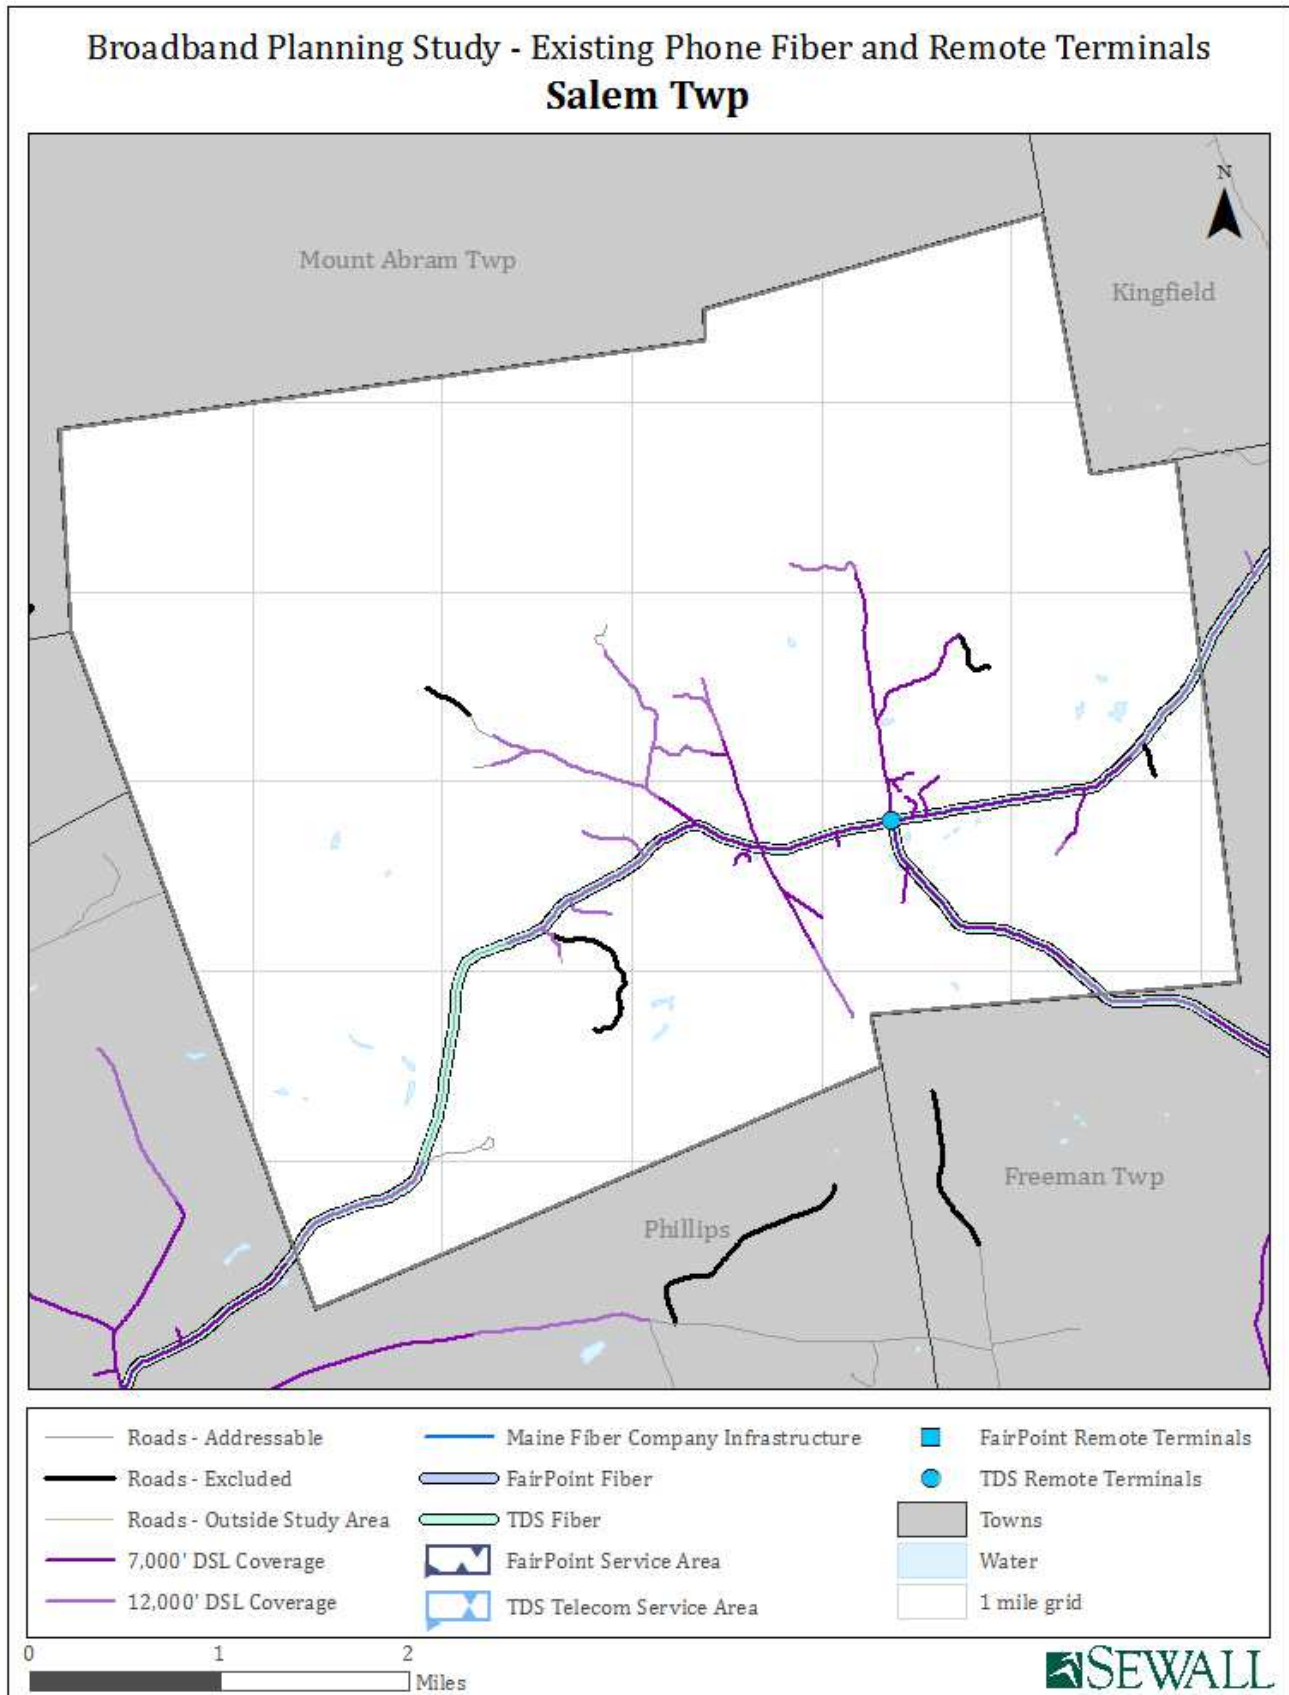 Broadband Planning Study - Existing Phone Fiber and Remote Terminals
Salem Twp
N
Mount Abram Twp
Kingfield
Freeman Twp
Phillips
Roads - Addressable
Roads - Excluded
Roads - Outside Study Area
7,000' DSL Coverage
12,000' DSL Coverage
Maine Fiber Company Infrastructure
FairPoint Fiber
TDS Fiber
FairPoint Service Area
TDS Telecom Service Area
FairPoint Remote Terminals
TDS Remote Terminals
Towns
Water
1 mile grid
0 1 2
Miles
SEWALL